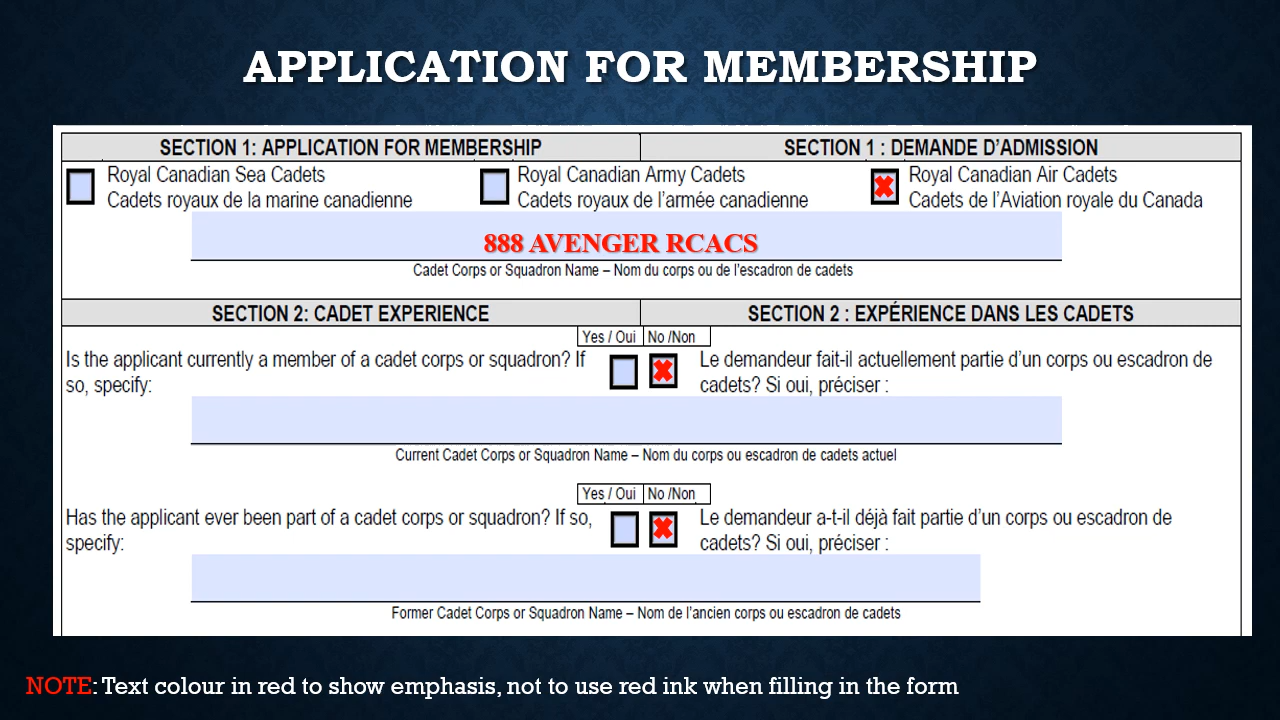 APPLICATION FOR MEMBERSHIP
SECTION 1: APPLICATION FOR MEMBERSHIP
SECTION 1 : DEMANDE D'ADMISSION
Royal Canadian Sea Cadets
Cadets royaux de la marine canadienne
Royal Canadian Army Cadets
Cadets royaux de l'armée canadienne
Royal Canadian Air Cadets
Cadets de l'Aviation royale du Canada
888 AVENGER RCACS
Cadet Corps or Squadron Name – Nom du corps ou de l'escadron de cadets
SECTION 2: CADET EXPERIENCE
SECTION 2 : EXPÉRIENCE DANS LES CADETS
Yes / Oui
No /Non
Is the applicant currently a member of a cadet corps or squadron? If
so, specify:
Le demandeur fait-il actuellement partie d'un corps ou escadron de
cadets? Si oui, préciser :
Current Cadet Corps or Squadron Name – Nom du corps ou escadron de cadets actuel
Yes / Oui
No /Non
Has the applicant ever been part of a cadet corps or squadron? If so,
specify:
Le demandeur a-t-il déjà fait partie d'un corps ou escadron de
cadets? Si oui, préciser :
Former Cadet Corps or Squadron Name – Nom de l'ancien corps ou escadron de cadets
NOTE: Text colour in red to show emphasis, not to use red ink when filling in the form